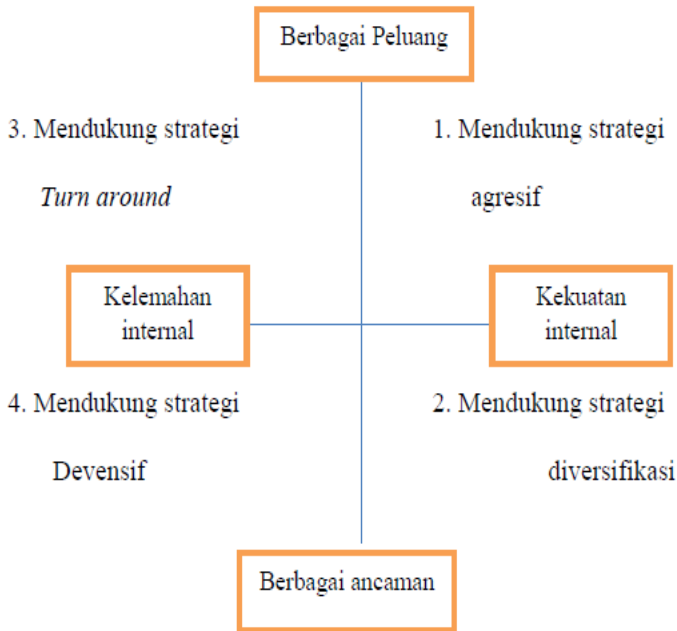 Berbagai Peluang
3. Mendukung strategi
Turn around
1. Mendukung strategi
agresif
Kelemahan
internal
Kekuatan
internal
4. Mendukung strategi
Devensif
2. Mendukung strategi
diversifikasi
Berbagai ancaman